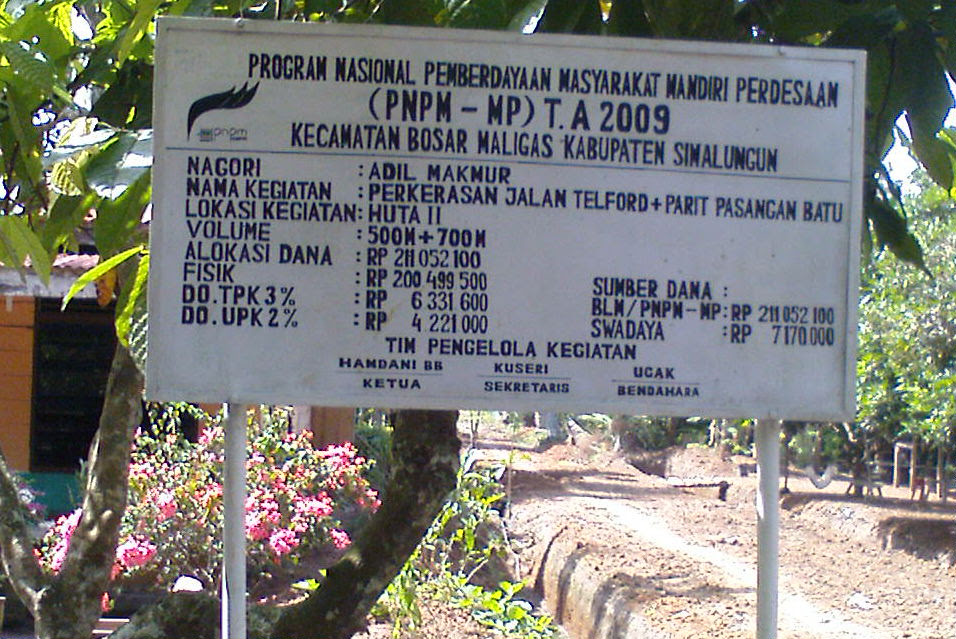 PROGRAM NASIONAL PEMBERDAYAAN MASYARAKAT MANDIRI PERDESAAN
(PNPM - MP) T.A 2009
pnpm
KECAMATAN BOSAR MALIGAS KABUPATEN SIMALUNGUN
NAGORI : ADIL MAKMUR
NAMA KEGIATAN : PERKERASAN JALAN TELFORD + PARIT PASANGAN BATU
LOKASI KEGIATAN : HUTA II
VOLUME : 500M + 700M
ALOKASI DANA : RP 211 052 100
FISIK : RP 200 499 500
DO.TPK 3% : RP 6 331 600
DO.UPK 2% : RP 4 221 000
SUMBER DANA :
BLM/PNPM-MP : RP 211 052 100
SWADAYA : RP 7 170 000
TIM PENGELOLA KEGIATAN
HAMDANI BB KUSERI UGAK
KETUA SEKRETARIS BENDAHARA